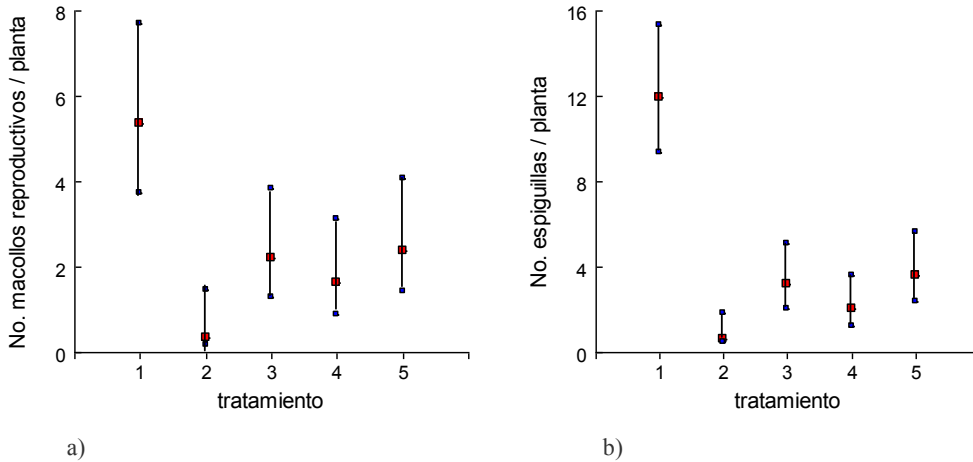 No. macollos reproductivos / planta
8
6
4
2
0
1 2 3 4 5
tratamiento
a)
No. espiguillas / planta
16
12
8
4
0
1 2 3 4 5
tratamiento
b)